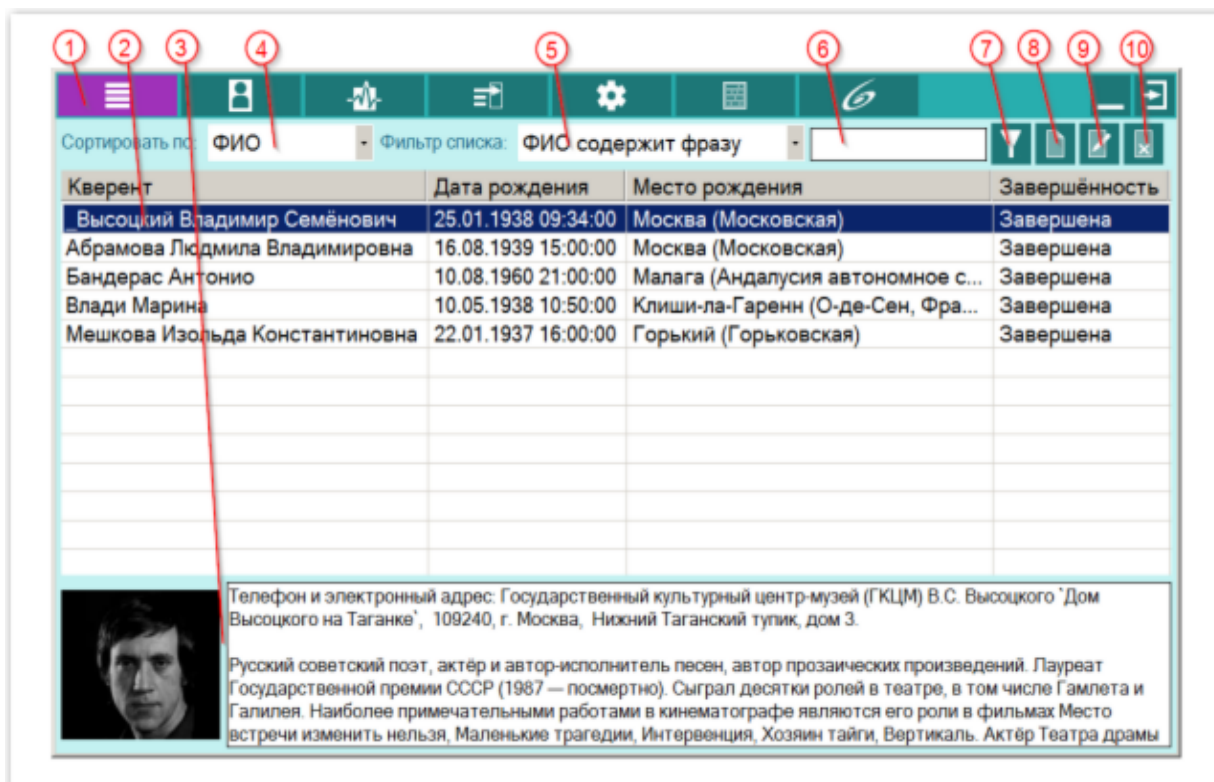 1 2 3 4 5 6 7 8 9 10
Сортировать по: ФИО Фильтр списка: ФИО содержит фразу
Кверент Дата рождения Место рождения Завершённость
_Высоцкий Владимир Семёнович 25.01.1938 09:34:00 Москва (Московская) Завершена
Абрамова Людмила Владимировна 16.08.1939 15:00:00 Москва (Московская) Завершена
Бандерас Антонио 10.08.1960 21:00:00 Малага (Андалусия автономное с... Завершена
Влади Марина 10.05.1938 10:50:00 Клиши-ла-Гаренн (О-де-Сен, Фра... Завершена
Мешкова Изольда Константиновна 22.01.1937 16:00:00 Горький (Горьковская) Завершена
Телефон и электронный адрес: Государственный культурный центр-музей (ГКЦМ) В.С. Высоцкого `Дом
Высоцкого на Таганке`, 109240, г. Москва, Нижний Таганский тупик, дом 3.
Русский советский поэт, актёр и автор-исполнитель песен, автор прозаических произведений. Лауреат
Государственной премии СССР (1987 — посмертно). Сыграл десятки ролей в театре, в том числе Гамлета и
Галилея. Наиболее примечательными работами в кинематографе являются его роли в фильмах Место
встречи изменить нельзя, Маленькие трагедии, Интервенция, Хозяин тайги, Вертикаль. Актёр Театра драмы